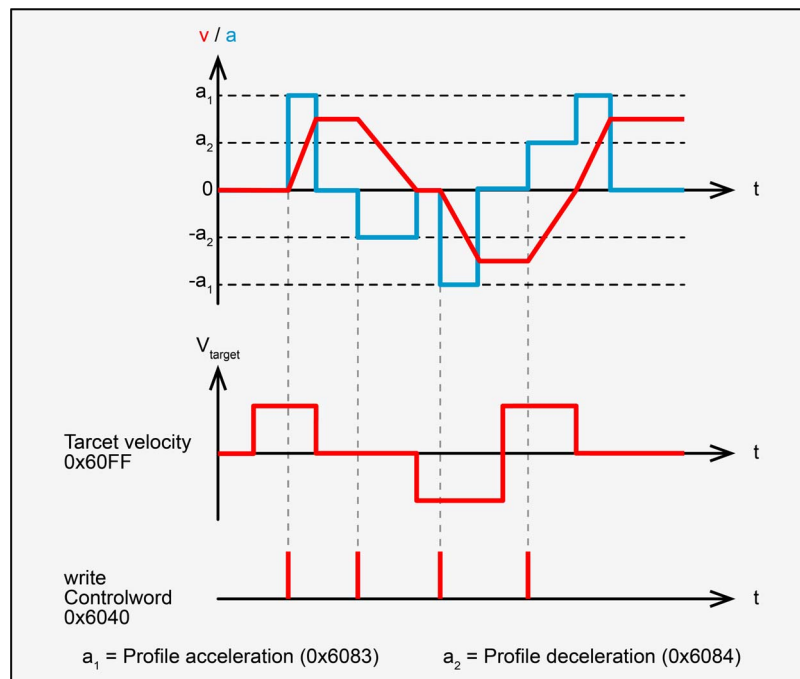 v / a
a1
a2
0
t
-a2
-a1
Vtarget
Tarcet velocity
0x60FF
t
write
Controlword
0x6040
t
a1 = Profile acceleration (0x6083)
a2 = Profile deceleration (0x6084)